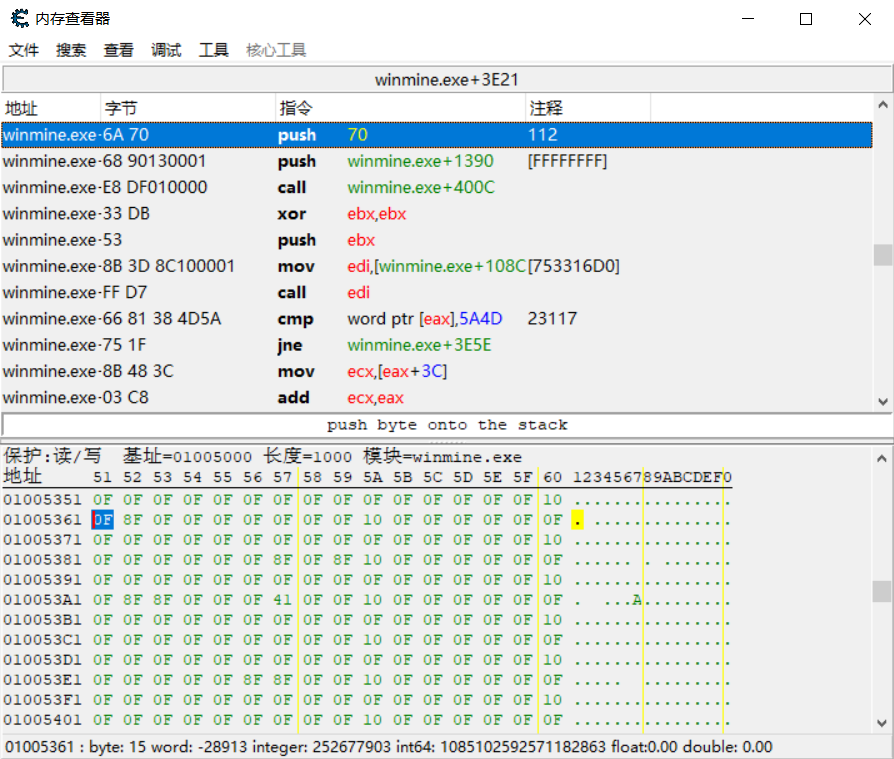 内存查看器
文件 搜索 查看 调试 工具 核心工具
winmine.exe+3E21
地址 字节 指令 注释
winmine.exe-6A 70 push 70 112
winmine.exe-68 90130001 push winmine.exe+1390 [FFFFFFFF]
winmine.exe-E8 DF010000 call winmine.exe+400C
winmine.exe-33 DB xor ebx,ebx
winmine.exe-53 push ebx
winmine.exe-8B 3D 8C100001 mov edi,[winmine.exe+108C[753316D0]
winmine.exe-FF D7 call edi
winmine.exe-66 81 38 4D5A cmp word ptr [eax],5A4D 23117
winmine.exe-75 1F jne winmine.exe+3E5E
winmine.exe-8B 48 3C mov ecx,[eax+3C]
winmine.exe-03 C8 add ecx,eax
push byte onto the stack
保护:读/写 基址=01005000 长度=1000 模块=winmine.exe
地址 51 52 53 54 55 56 57 58 59 5A 5B 5C 5D 5E 5F 60 123456789ABCDEF0
01005351 0F 0F 0F 0F 0F 0F 0F 0F 0F 0F 0F 0F 0F 0F 0F 10 ................
01005361 0F 8F 0F 0F 0F 0F 0F 0F 0F 10 0F 0F 0F 0F 0F 0F . ..............
01005371 0F 0F 0F 0F 0F 0F 0F 0F 0F 0F 0F 0F 0F 0F 0F 10 ................
01005381 0F 0F 0F 0F 0F 0F 8F 0F 8F 10 0F 0F 0F 0F 0F 0F ...... . .......
01005391 0F 0F 0F 0F 0F 0F 0F 0F 0F 0F 0F 0F 0F 0F 0F 10 ................
010053A1 0F 8F 8F 0F 0F 0F 41 0F 0F 10 0F 0F 0F 0F 0F 0F .  ...A.........
010053B1 0F 0F 0F 0F 0F 0F 0F 0F 0F 0F 0F 0F 0F 0F 0F 10 ................
010053C1 0F 0F 0F 0F 0F 0F 0F 0F 0F 10 0F 0F 0F 0F 0F 0F ................
010053D1 0F 0F 0F 0F 0F 0F 0F 0F 0F 0F 0F 0F 0F 0F 0F 10 ................
010053E1 0F 0F 0F 0F 0F 8F 8F 0F 0F 10 0F 0F 0F 0F 0F 0F .....  .........
010053F1 0F 0F 0F 0F 0F 0F 0F 0F 0F 0F 0F 0F 0F 0F 0F 10 ................
01005401 0F 0F 0F 0F 0F 0F 0F 0F 0F 10 0F 0F 0F 0F 0F 0F ................
01005361 : byte: 15 word: -28913 integer: 252677903 int64: 1085102592571182863 float:0.00 double: 0.00